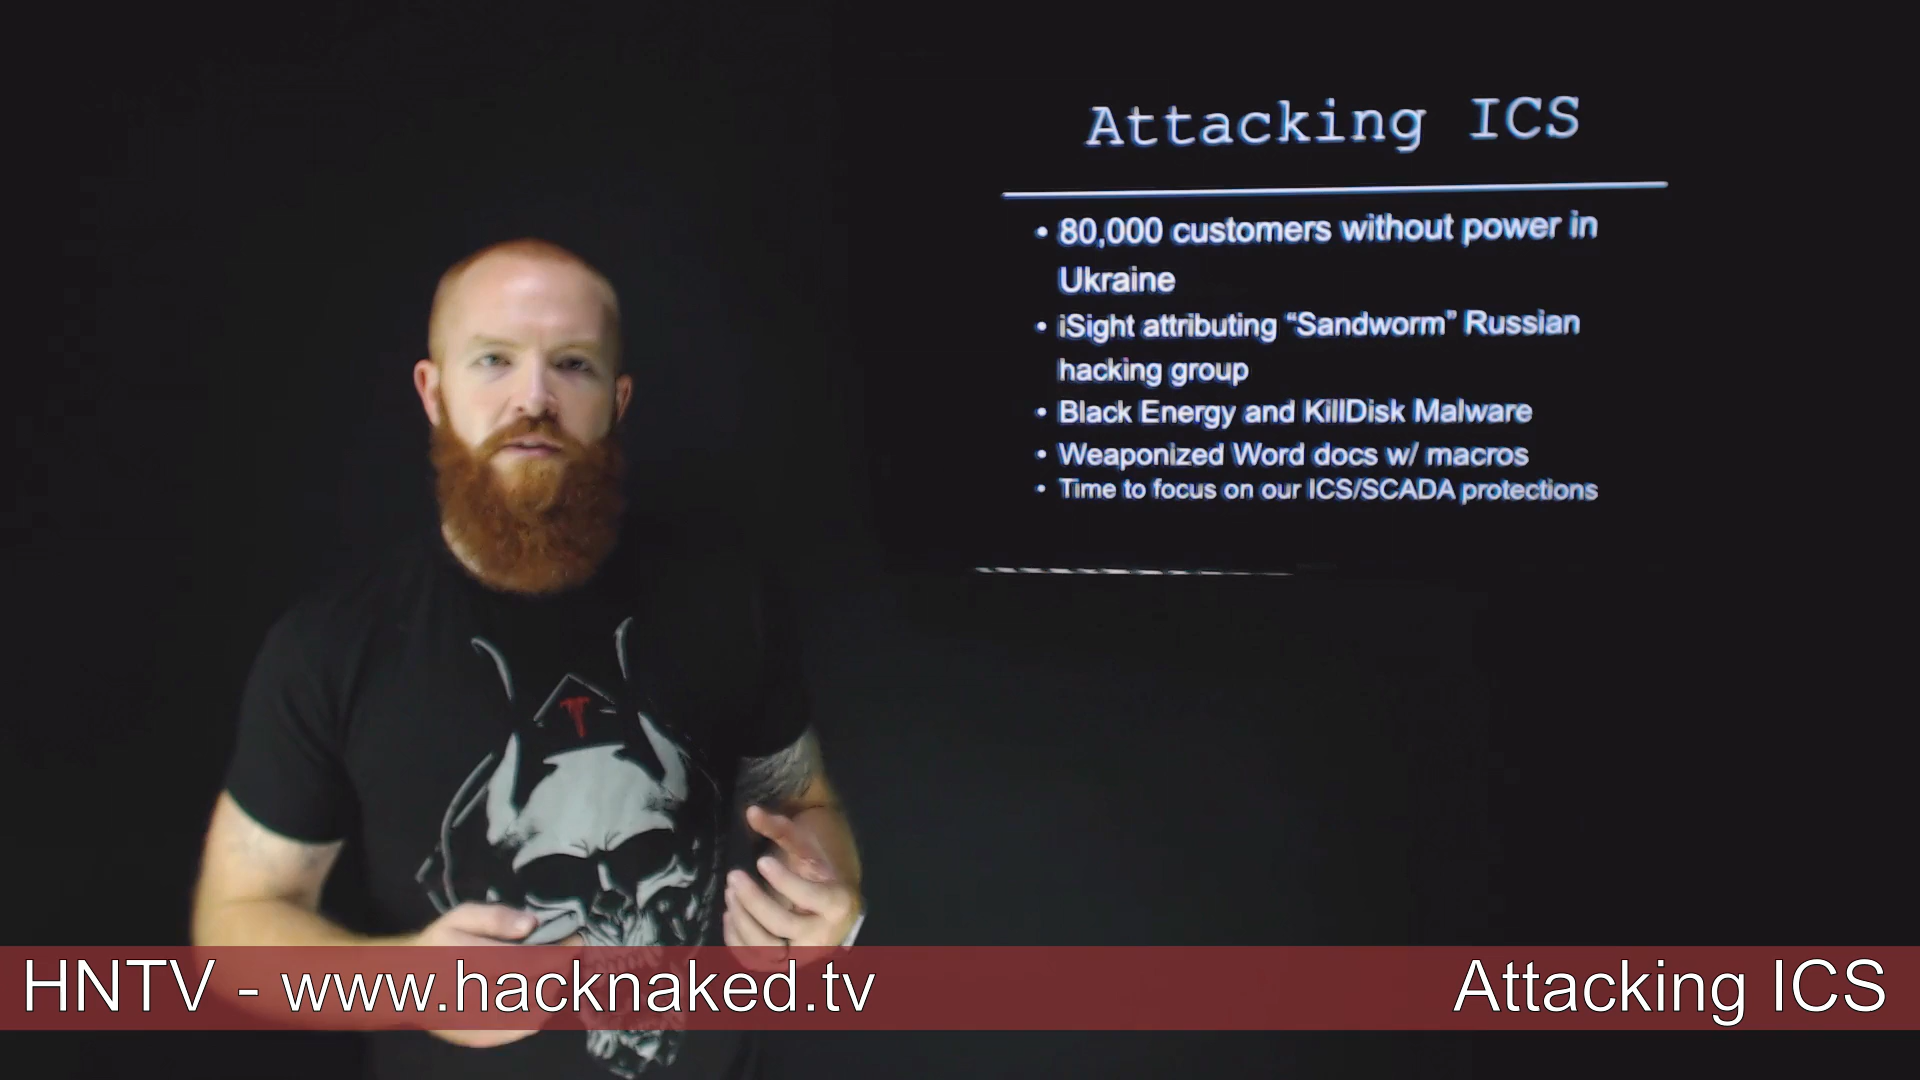 Attacking ICS
• 80,000 customers without power in
Ukraine
• iSight attributing “Sandworm” Russian
hacking group
• Black Energy and KillDisk Malware
• Weaponized Word docs w/ macros
• Time to focus on our ICS/SCADA protections
HNTV - www.hacknaked.tv
Attacking ICS